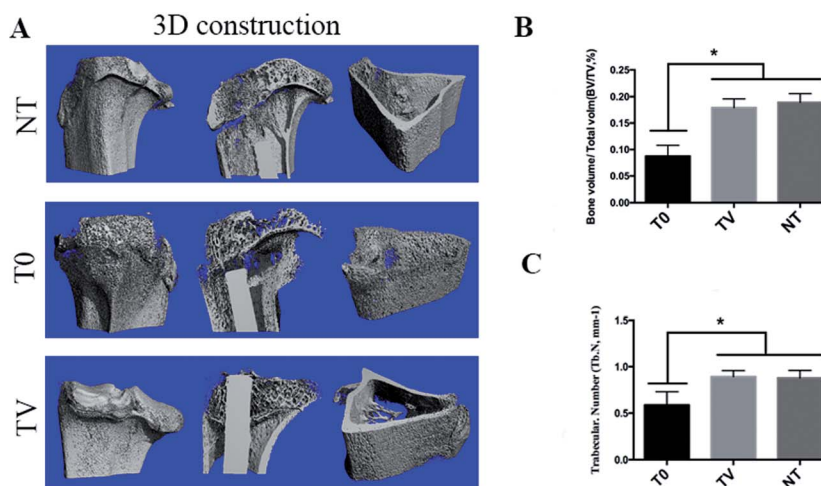 A
3D construction
NT
T0
TV
B
*
Bone volume/ Total volm(BV/TV,%)
0.25
0.20
0.15
0.10
0.05
0.00
T0
TV
NT
C
*
Trabecular. Number (Tb.N, mm-1)
1.5
1.0
0.5
0.0
T0
TV
NT